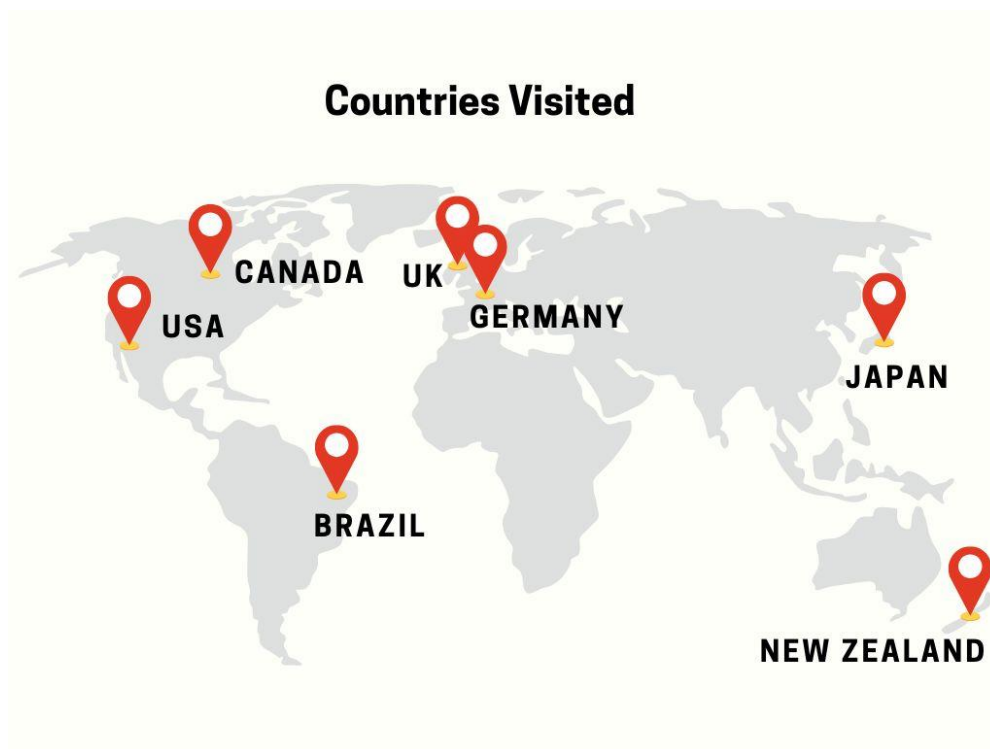 Countries Visited
CANADA
UK
USA
GERMANY
JAPAN
BRAZIL
NEW ZEALAND